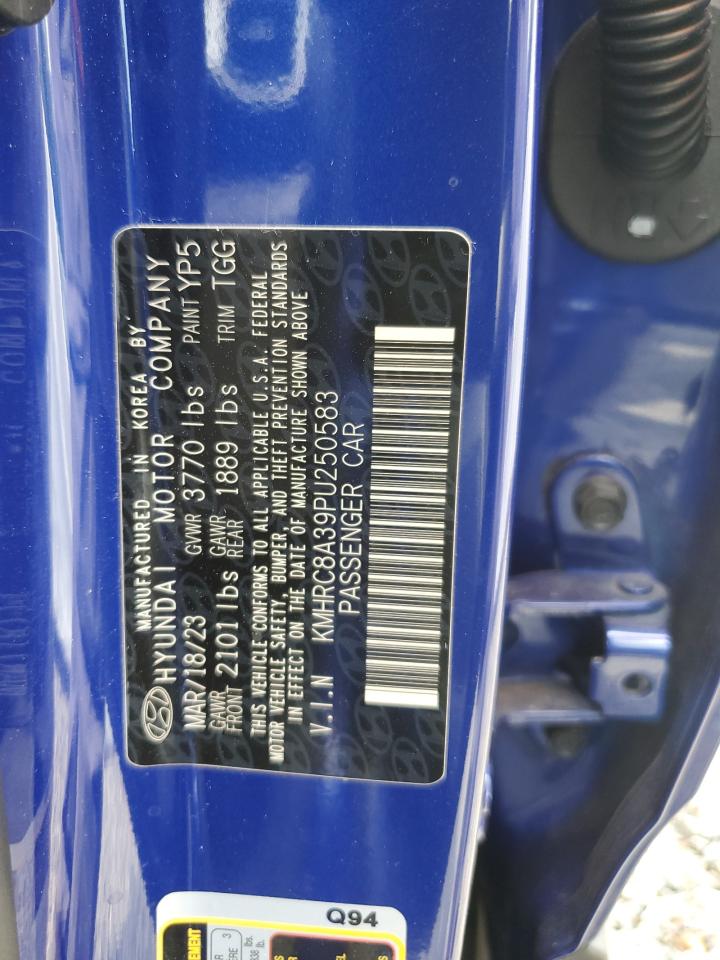 MANUFACTURED IN KOREA BY
HYUNDAI MOTOR COMPANY
MAR/18/23 GVWR 3770 lbs PAINT YP5
GAWR FRONT 2101 lbs GAWR REAR 1889 lbs TRIM TGG
THIS VEHICLE CONFORMS TO ALL APPLICABLE U.S.A. FEDERAL
MOTOR VEHICLE SAFETY, BUMPER, AND THEFT PREVENTION STANDARDS
IN EFFECT ON THE DATE OF MANUFACTURE SHOWN ABOVE
V.I.N KMHRC8A39PU250583
PASSENGER CAR
Q94